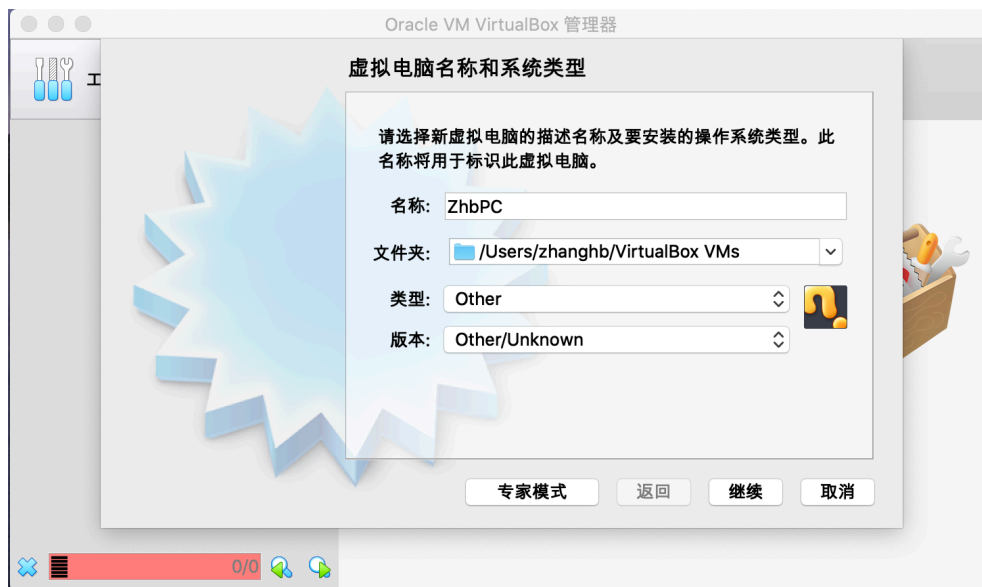 Oracle VM VirtualBox 管理器
工
虚拟电脑名称和系统类型
请选择新虚拟电脑的描述名称及要安装的操作系统类型。此
名称将用于标识此虚拟电脑。
名称: ZhbPC
文件夹: /Users/zhanghb/VirtualBox VMs
类型: Other
版本: Other/Unknown
专家模式 返回 继续 取消
0/0